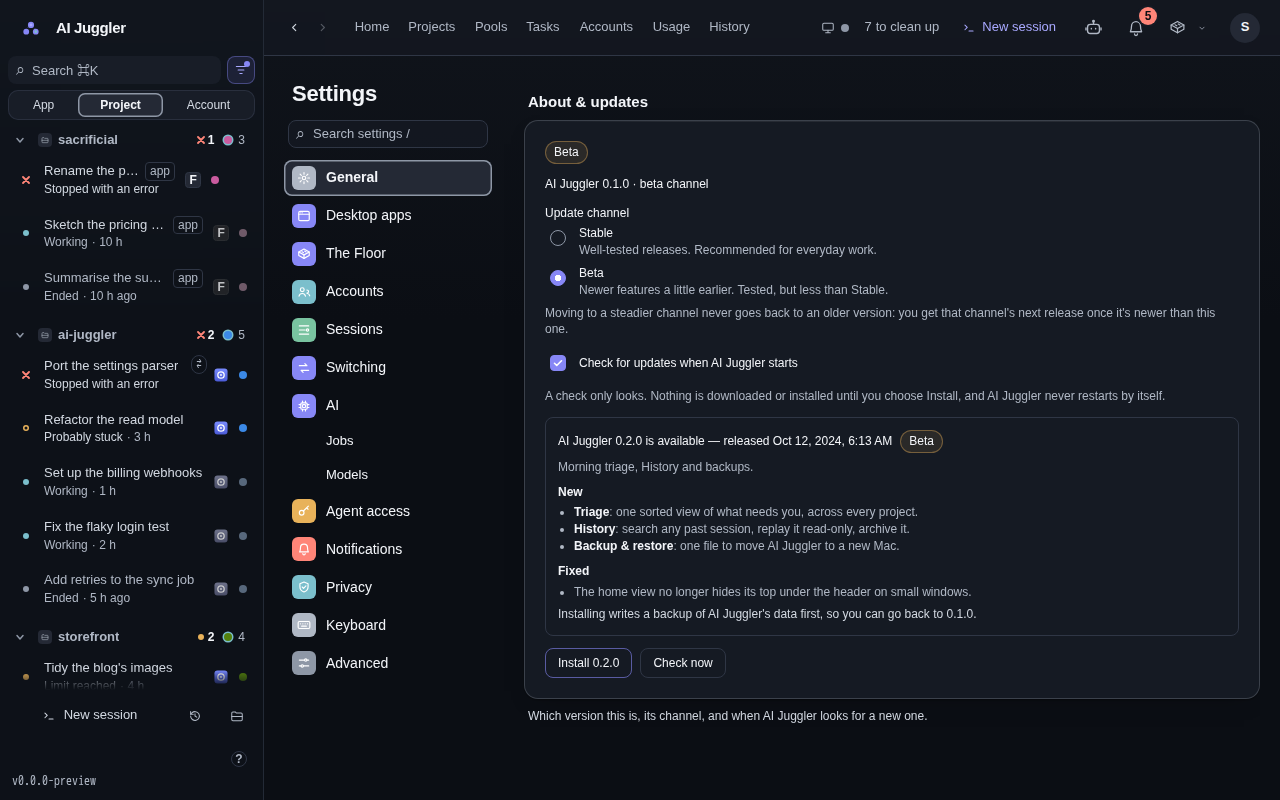 AI Juggler
Search ⌘K
App Project Account
sacrificial 1 3
Rename the p… app
Stopped with an error
F
Sketch the pricing … app
Working · 10 h
F
Summarise the su… app
Ended · 10 h ago
F
ai-juggler 2 5
Port the settings parser
Stopped with an error
Refactor the read model
Probably stuck · 3 h
Set up the billing webhooks
Working · 1 h
Fix the flaky login test
Working · 2 h
Add retries to the sync job
Ended · 5 h ago
storefront 2 4
Tidy the blog's images
Limit reached · 4 h
New session
?
v0.0.0-preview
Home Projects Pools Tasks Accounts Usage History
7 to clean up
New session
5
S
Settings
Search settings /
General
Desktop apps
The Floor
Accounts
Sessions
Switching
AI
Jobs
Models
Agent access
Notifications
Privacy
Keyboard
Advanced
About & updates
Beta
AI Juggler 0.1.0 · beta channel
Update channel
Stable
Well-tested releases. Recommended for everyday work.
Beta
Newer features a little earlier. Tested, but less than Stable.
Moving to a steadier channel never goes back to an older version: you get that channel's next release once it's newer than this
one.
Check for updates when AI Juggler starts
A check only looks. Nothing is downloaded or installed until you choose Install, and AI Juggler never restarts by itself.
AI Juggler 0.2.0 is available — released Oct 12, 2024, 6:13 AM Beta
Morning triage, History and backups.
New
• Triage: one sorted view of what needs you, across every project.
• History: search any past session, replay it read-only, archive it.
• Backup & restore: one file to move AI Juggler to a new Mac.
Fixed
• The home view no longer hides its top under the header on small windows.
Installing writes a backup of AI Juggler's data first, so you can go back to 0.1.0.
Install 0.2.0 Check now
Which version this is, its channel, and when AI Juggler looks for a new one.